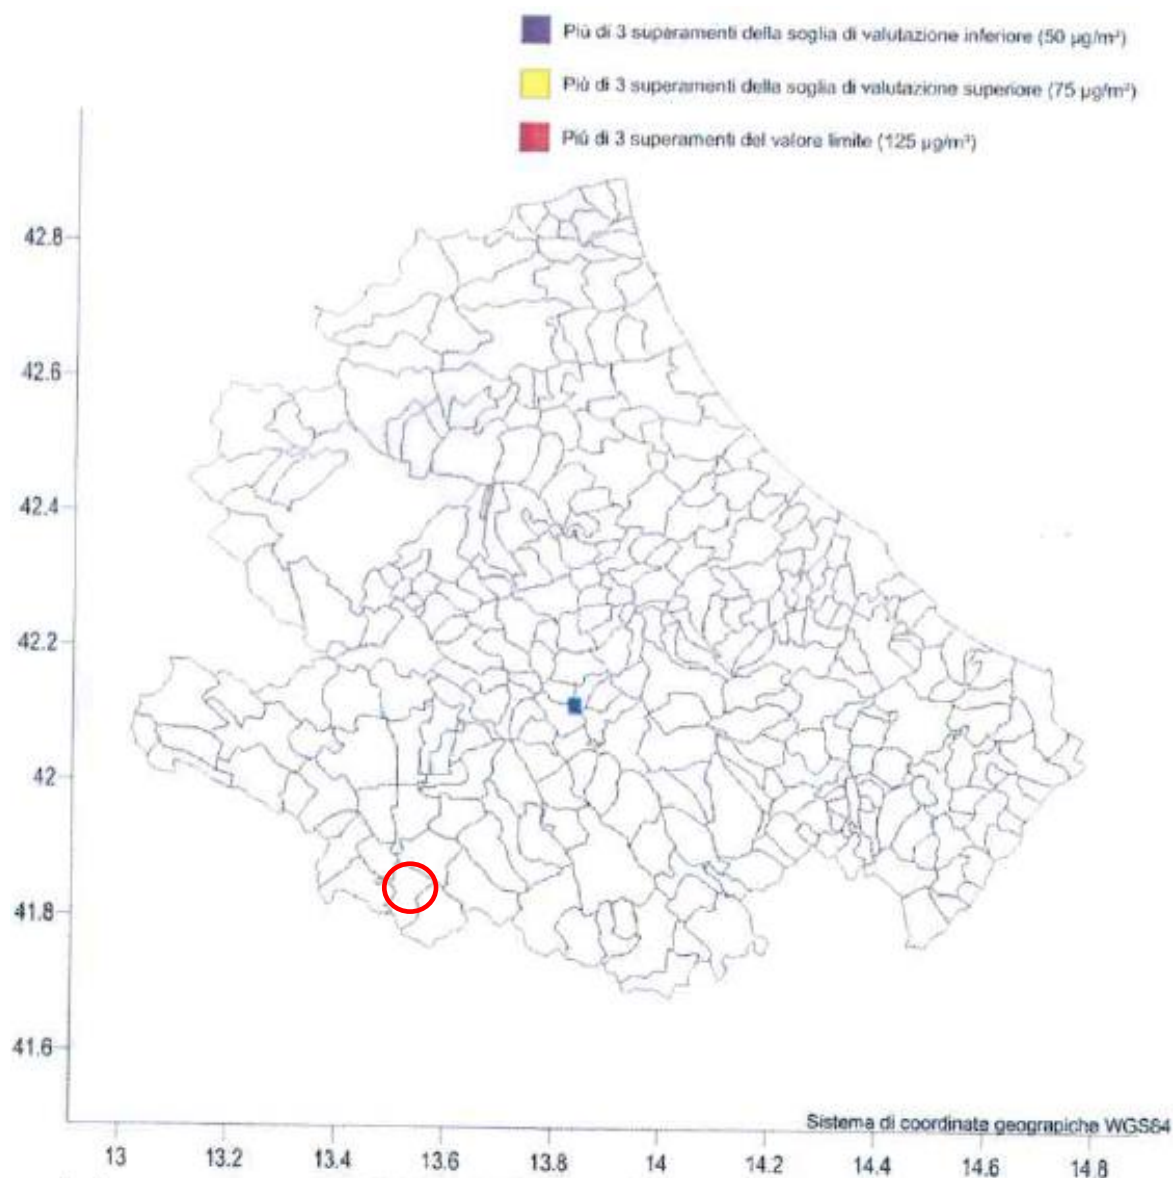 Più di 3 superamenti della soglia di valutazione inferiore (50 µg/m³)
Più di 3 superamenti della soglia di valutazione superiore (75 µg/m³)
Più di 3 superamenti del valore limite (125 µg/m³)
42.8
42.6
42.4
42.2
42
41.8
41.6
Sistema di coordinate geograpiche WGS84
13 13.2 13.4 13.6 13.8 14 14.2 14.4 14.6 14.8